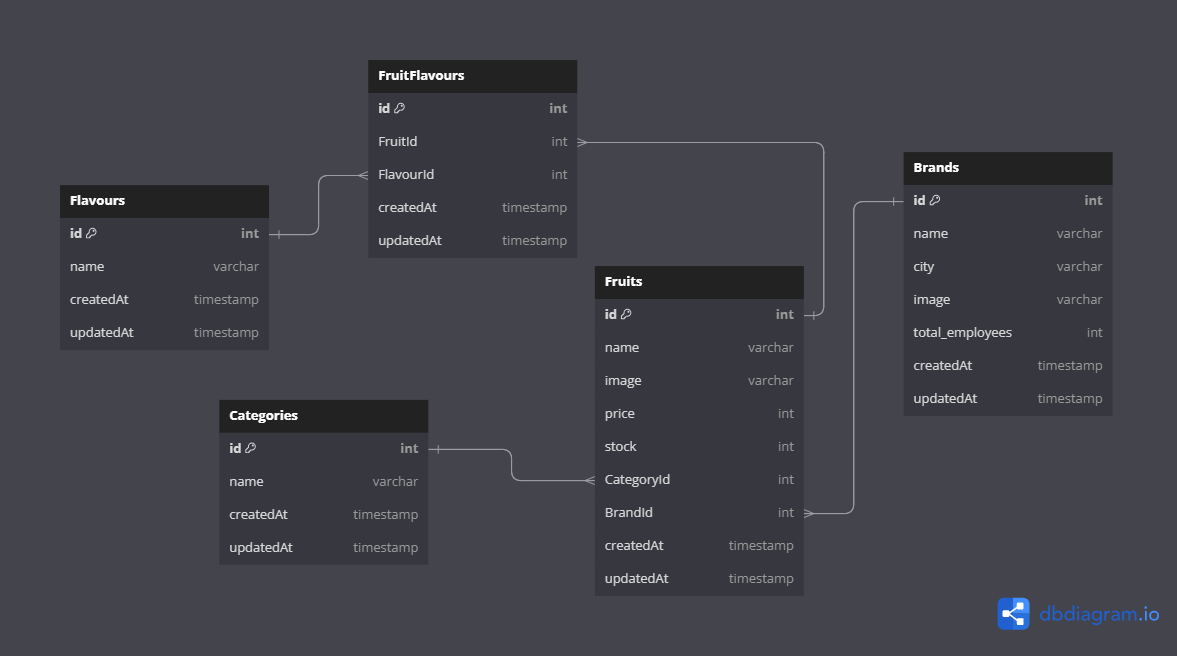 FruitFlavours
id int
FruitId int
FlavourId int
createdAt timestamp
updatedAt timestamp
Flavours
id int
name varchar
createdAt timestamp
updatedAt timestamp
Brands
id int
name varchar
city varchar
image varchar
total_employees int
createdAt timestamp
updatedAt timestamp
Fruits
id int
name varchar
image varchar
price int
stock int
CategoryId int
BrandId int
createdAt timestamp
updatedAt timestamp
Categories
id int
name varchar
createdAt timestamp
updatedAt timestamp
dbdiagram.io